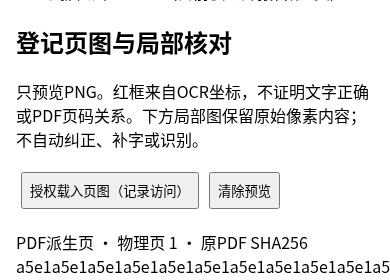 登记页图与局部核对
只预览PNG。红框来自OCR坐标，不证明文字正确
或PDF页码关系。下方局部图保留原始像素内容；
不自动纠正、补字或识别。
授权载入页图（记录访问） 清除预览
PDF派生页 · 物理页 1 · 原PDF SHA256
a5e1a5e1a5e1a5e1a5e1a5e1a5e1a5e1a5e1a5e1a5